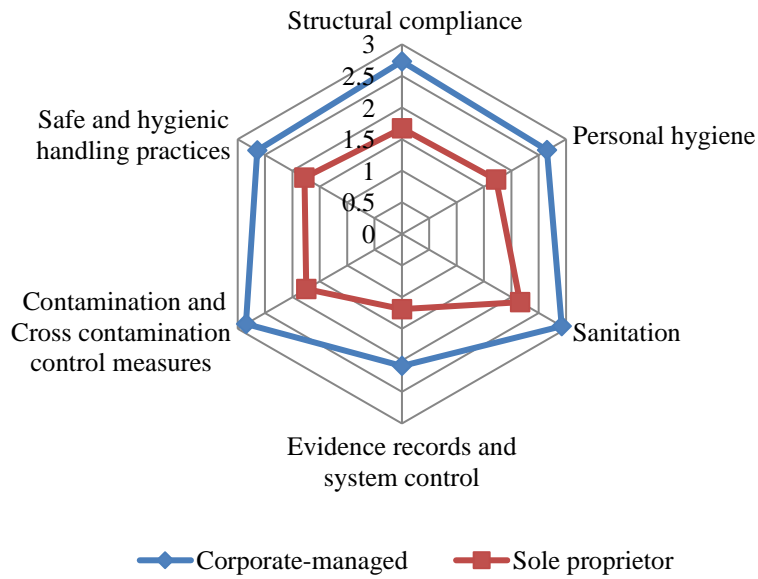 Structural compliance
3
2.5
2
1.5
1
0.5
0
Personal hygiene
Sanitation
Evidence records and
system control
Contamination and
Cross contamination
control measures
Safe and hygienic
handling practices
Corporate-managed
Sole proprietor